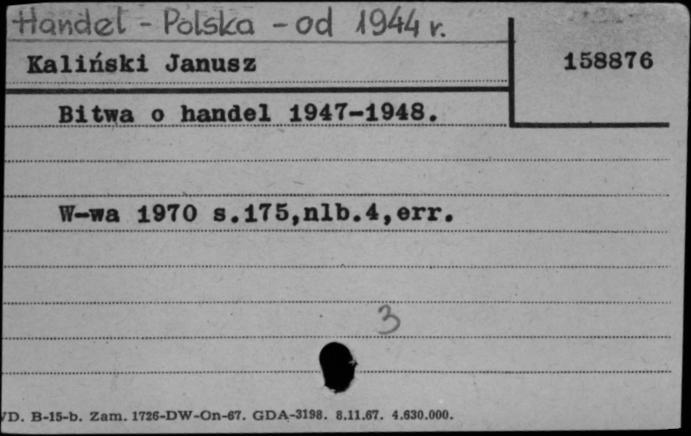 Handel - Polska - od 1944 r.
Kaliński Janusz
158876
Bitwa o handel 1947-1948.
W-wa 1970 s.175,nlb.4,err.
3
D. B-15-b. Zam. 1726-DW-On-67. GDA-3198. 8.11.67. 4.630.000.